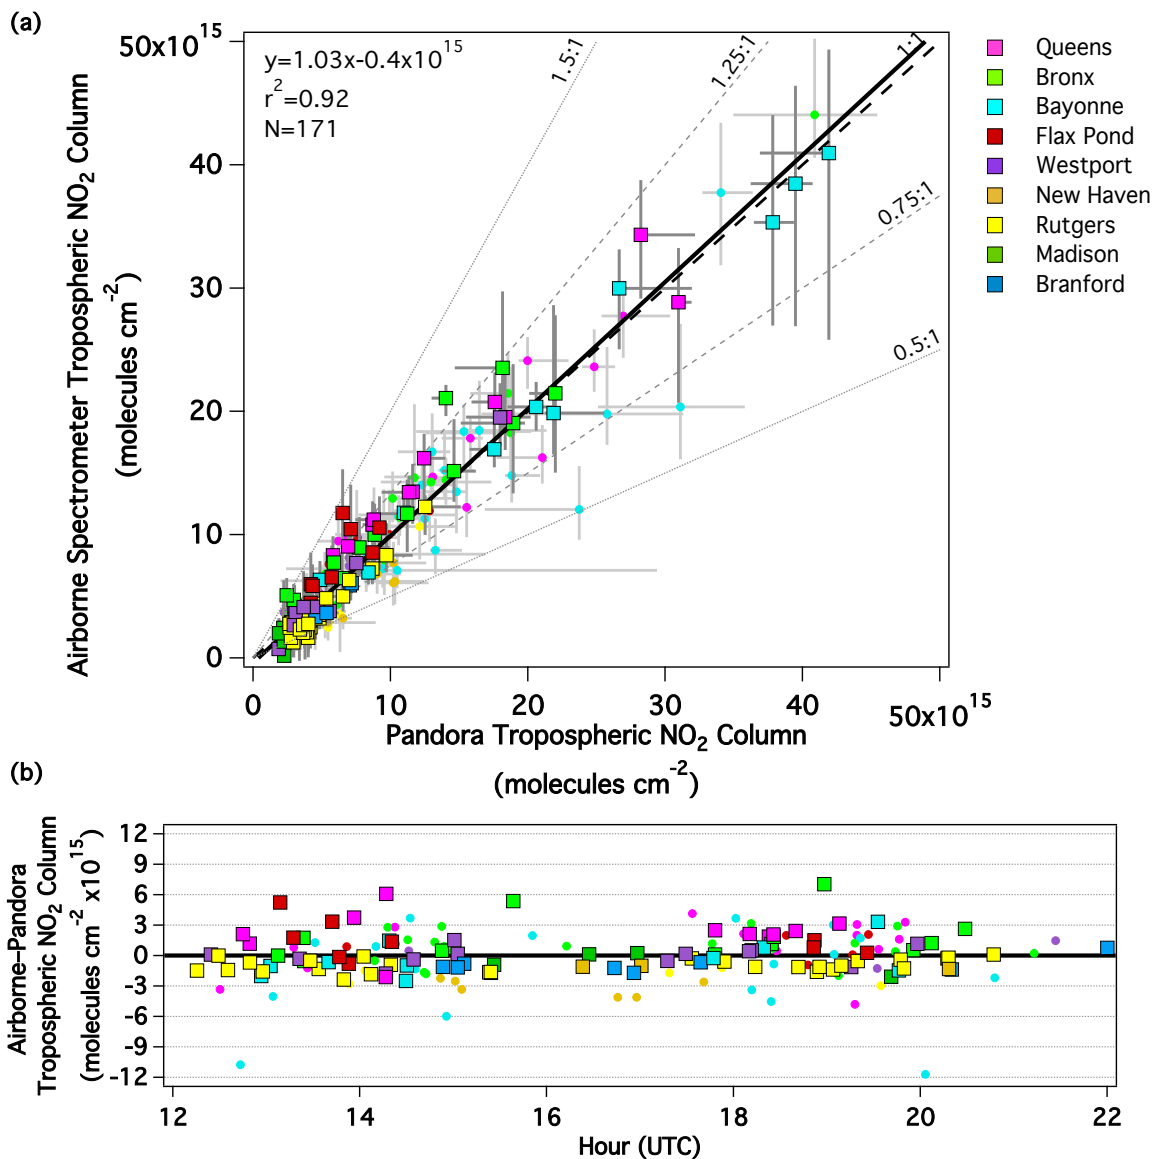 (a)
50x10^15
40
30
20
10
0
Airborne Spectrometer Tropospheric NO2 Column
(molecules cm^-2)
y=1.03x-0.4x10^15
r^2=0.92
N=171
1.5:1
1.25:1
1:1
0.75:1
0.5:1
Queens
Bronx
Bayonne
Flax Pond
Westport
New Haven
Rutgers
Madison
Branford
0 10 20 30 40 50x10^15
Pandora Tropospheric NO2 Column
(molecules cm^-2)
(b)
Airborne–Pandora
Tropospheric NO2 Column
(molecules cm^-2 x10^15)
12
9
6
3
0
-3
-6
-9
-12
12 14 16 18 20 22
Hour (UTC)